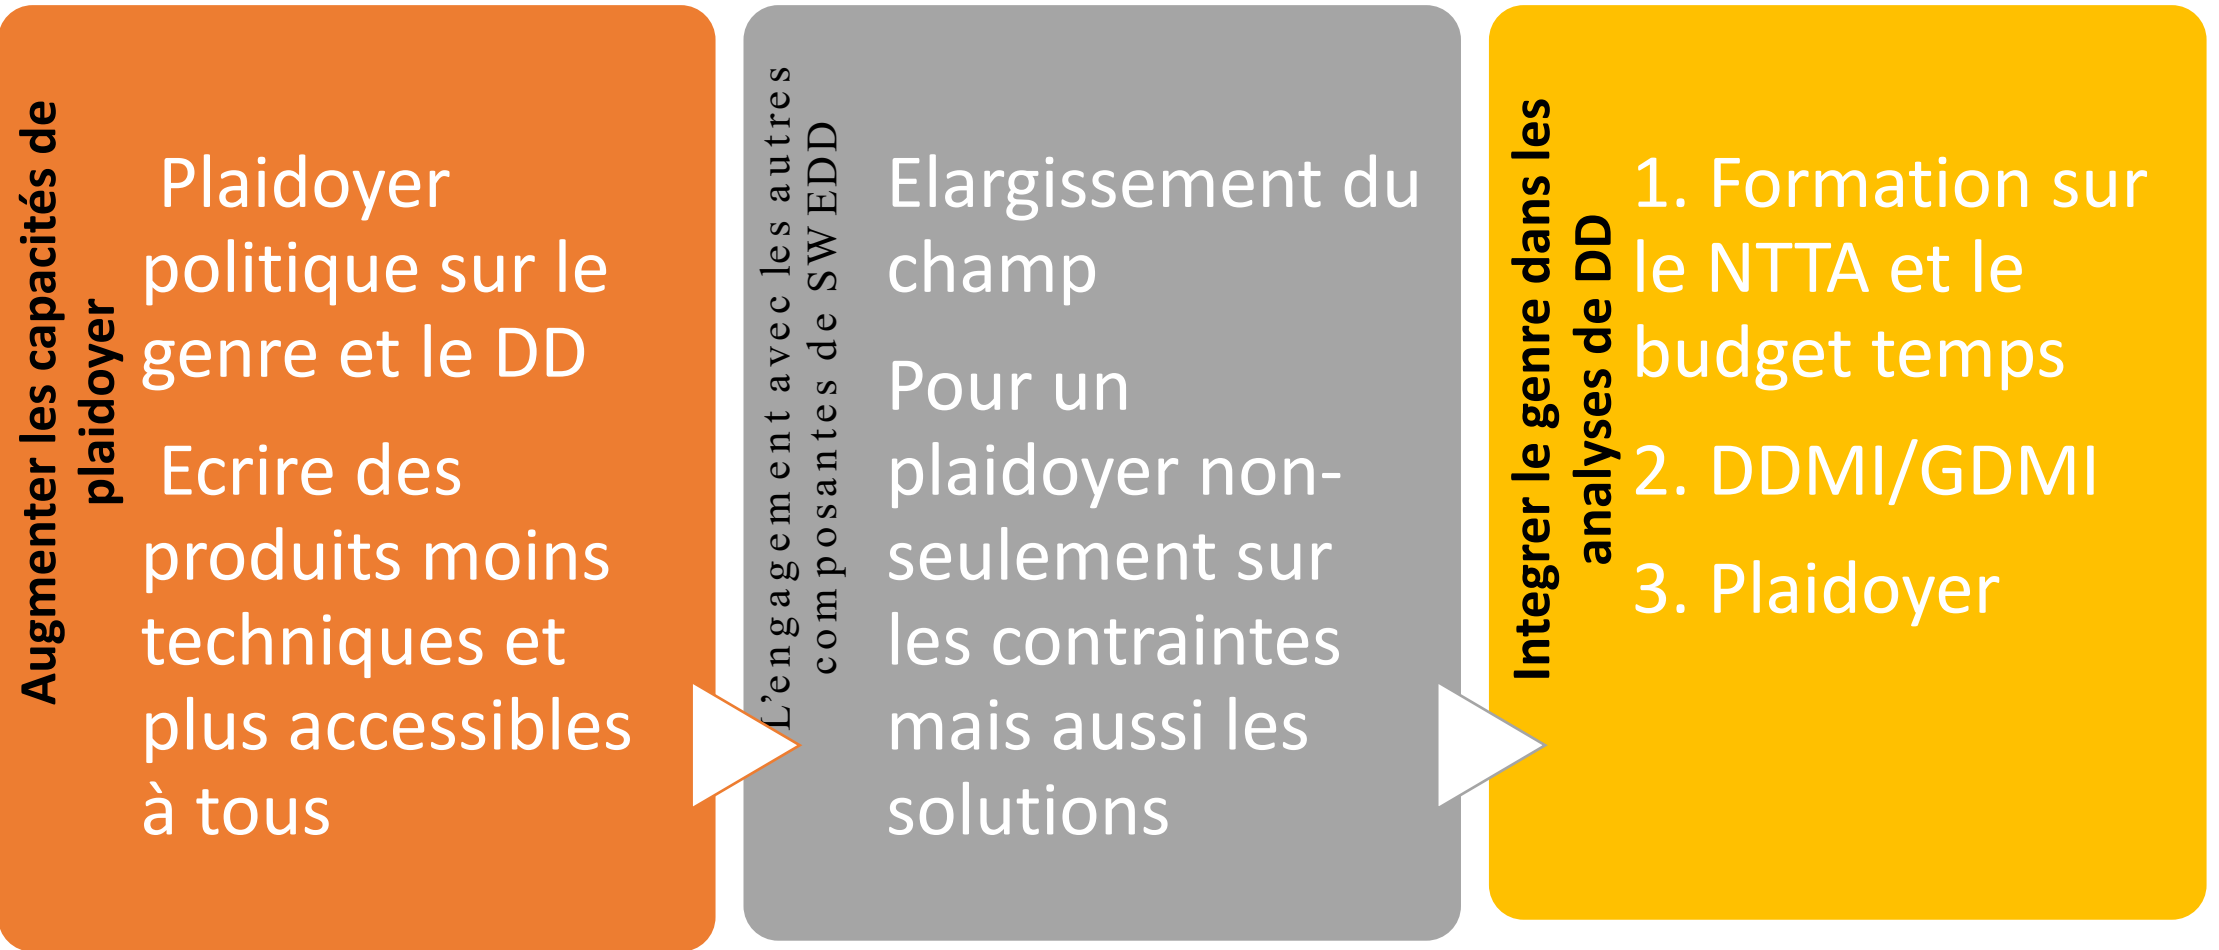 Augmenter les capacités de
plaidoyer
Plaidoyer
politique sur le
genre et le DD
Ecrire des
produits moins
techniques et
plus accessibles
à tous
L’engagement avec les autres
composantes de SWEDD
Elargissement du
champ
Pour un
plaidoyer non-
seulement sur
les contraintes
mais aussi les
solutions
Integrer le genre dans les
analyses de DD
1. Formation sur
le NTTA et le
budget temps
2. DDMI/GDMI
3. Plaidoyer